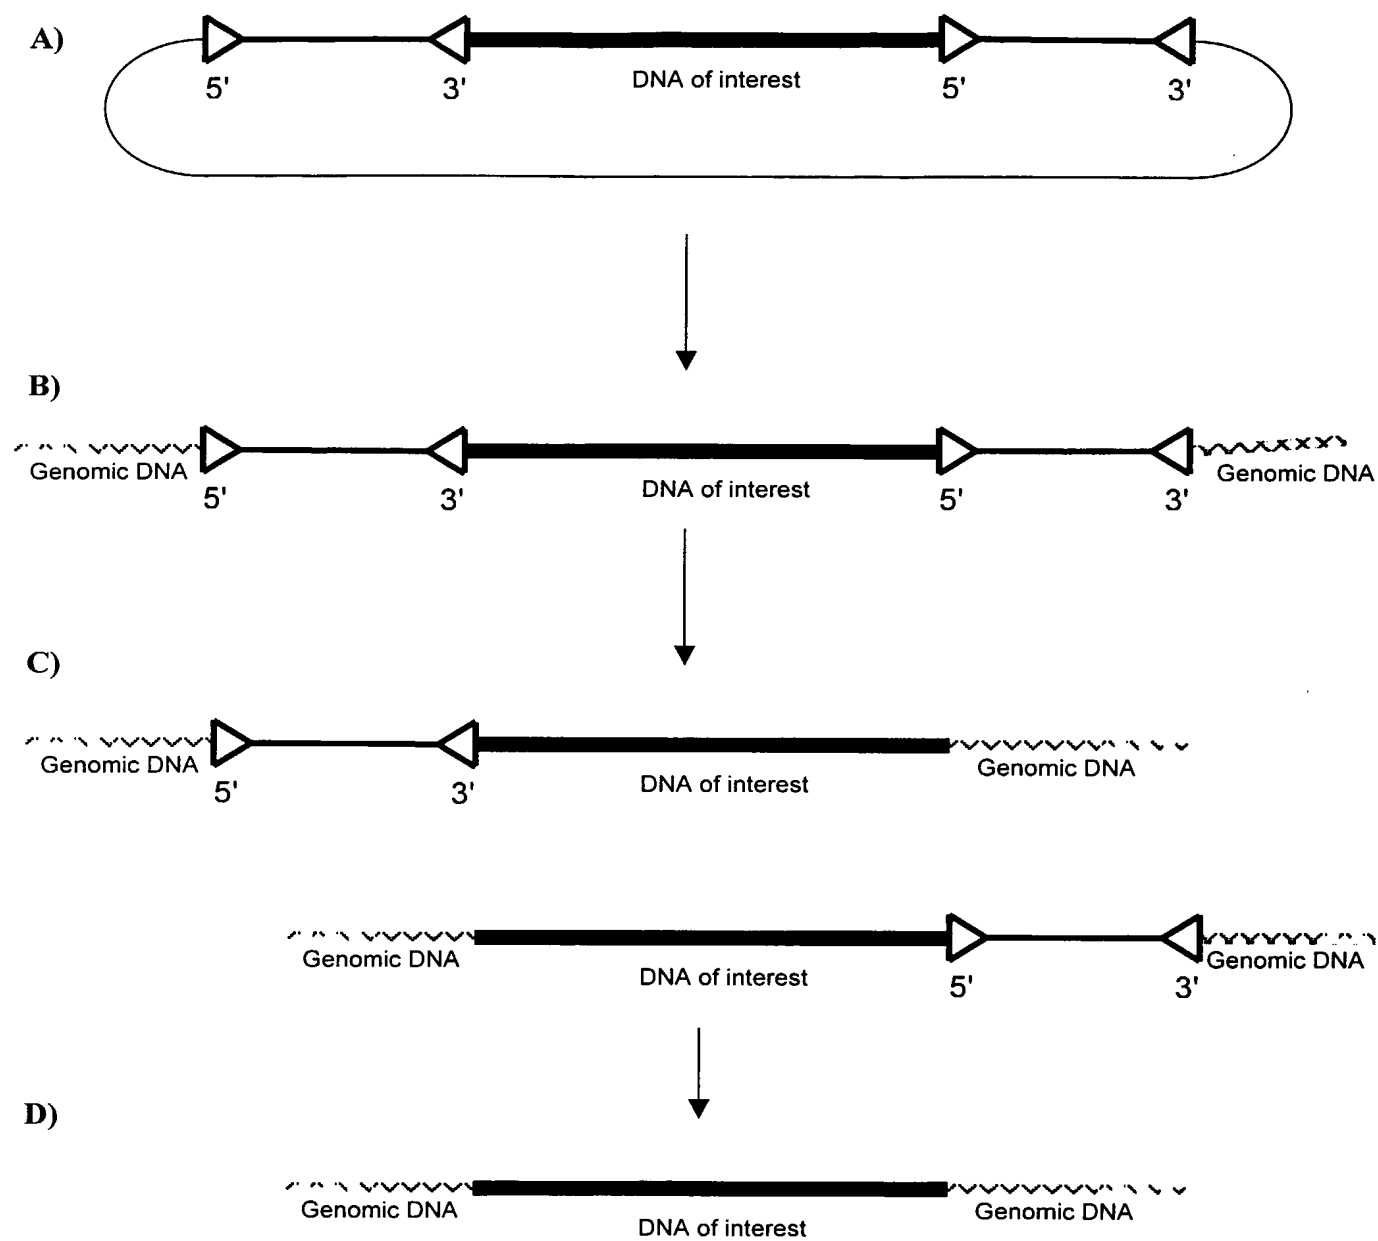 A)
5' 3' DNA of interest 5' 3'
B)
Genomic DNA 5' 3' DNA of interest 5' 3' Genomic DNA
C)
Genomic DNA 5' 3' DNA of interest Genomic DNA
Genomic DNA DNA of interest 5' 3' Genomic DNA
D)
Genomic DNA DNA of interest Genomic DNA